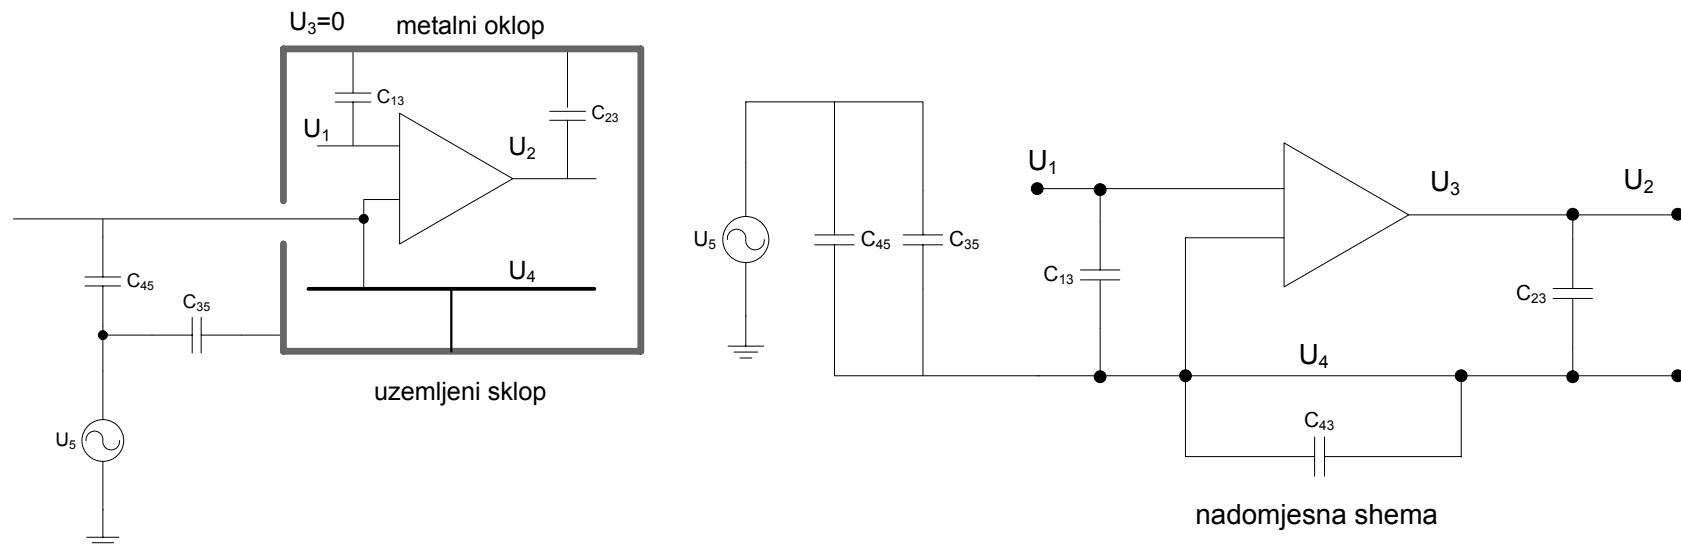 U₃=0
metalni oklop
C₁₃
C₂₃
U₁
U₂
U₄
C₄₅
C₃₅
uzemljeni sklop
U₅
U₅
C₄₅
C₃₅
U₁
U₃
U₂
C₁₃
C₂₃
U₄
C₄₃
nadomjesna shema